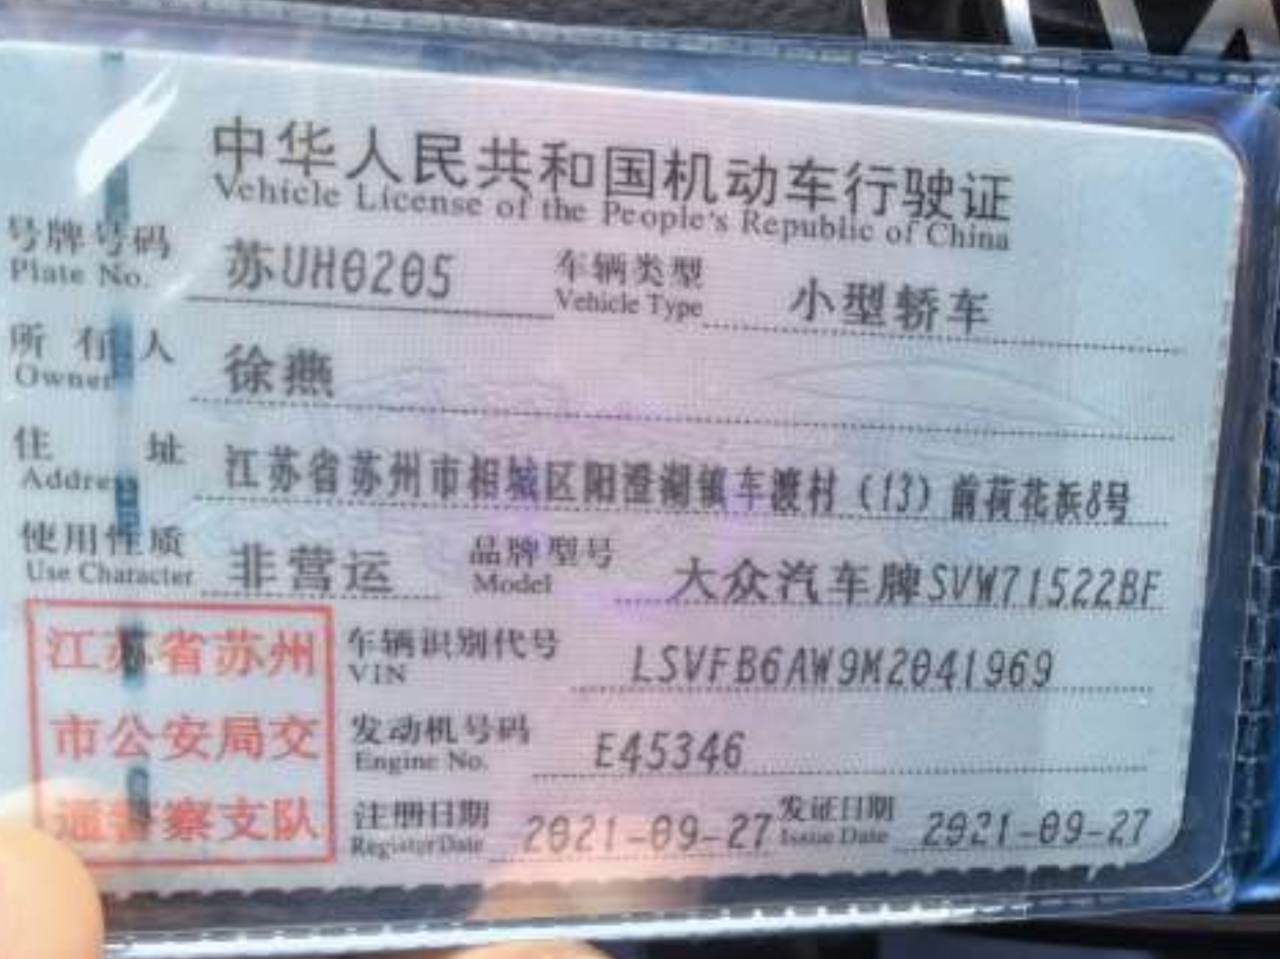 中华人民共和国机动车行驶证
Vehicle License of the People's Republic of China
号牌号码 苏UH0205 车辆类型 小型轿车
Plate No. Vehicle Type
所有人 徐燕
Owner
住址 江苏省苏州市相城区阳澄湖镇车渡村（13）前荷花浜8号
Address
使用性质 非营运 品牌型号 大众汽车牌SVW71522BF
Use Character Model
江苏省苏州
市公安局交
通警察支队
车辆识别代号 LSVFB6AW9M2041969
VIN
发动机号码 E45346
Engine No.
注册日期 2021-09-27 发证日期 2021-09-27
Register Date Issue Date